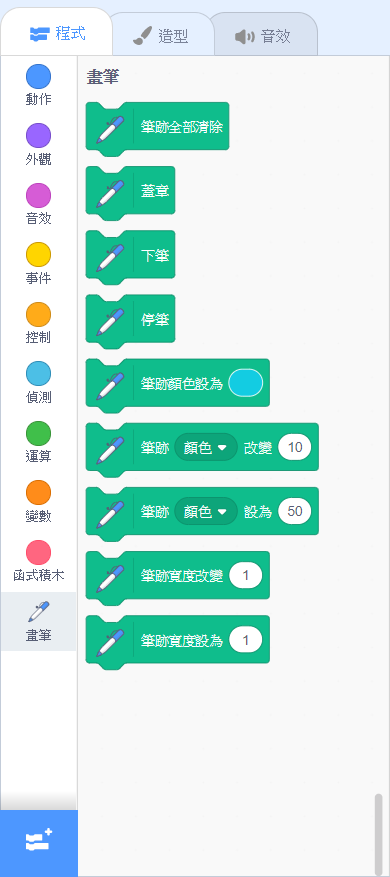 程式
造型
音效
動作
外觀
音效
事件
控制
偵測
運算
變數
函式積木
畫筆
畫筆
筆跡全部清除
蓋章
下筆
停筆
筆跡顏色設為
筆跡 顏色 改變 10
筆跡 顏色 設為 50
筆跡寬度改變 1
筆跡寬度設為 1